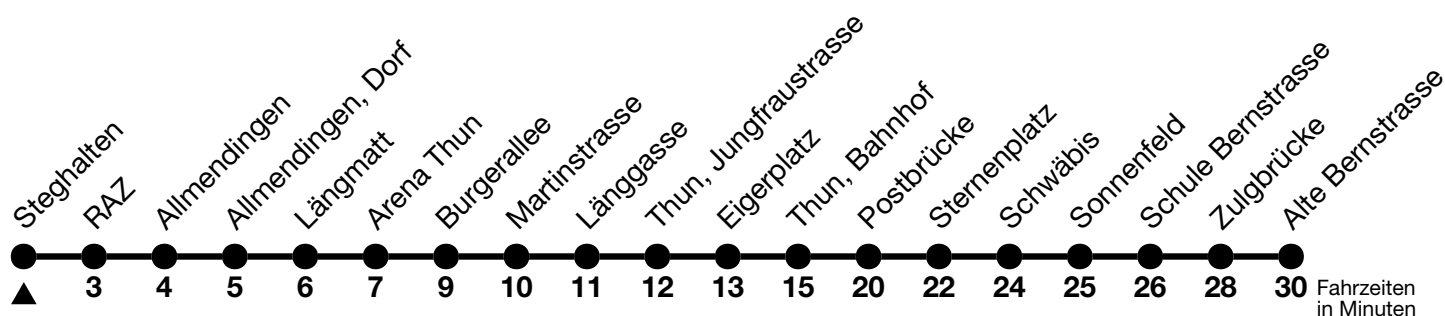 Steghalten
RAZ
Allmendingen
Allmendingen, Dorf
Längmatt
Arena Thun
Burgerallee
Martinstrasse
Länggasse
Thun, Jungfraustrasse
Eigerplatz
Thun, Bahnhof
Postbrücke
Sternenplatz
Schwäbis
Sonnenfeld
Schule Bernstrasse
Zulgbrücke
Alte Bernstrasse
3 4 5 6 7 9 10 11 12 13 15 20 22 24 25 26 28 30
Fahrzeiten
in Minuten